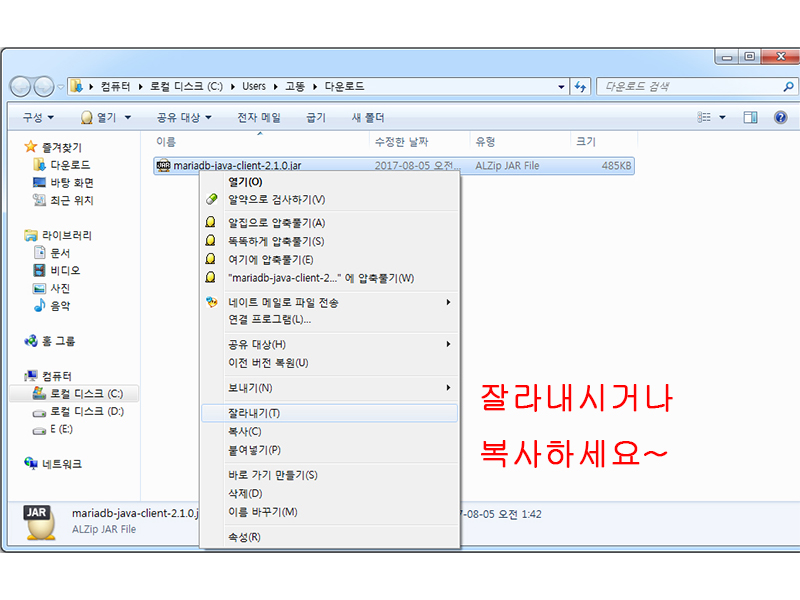 컴퓨터 ▸ 로컬 디스크 (C:) ▸ Users ▸ 고똥 ▸ 다운로드
다운로드 검색
구성 열기 공유 대상 전자 메일 굽기 새 폴더
이름 수정한 날짜 유형 크기
mariadb-java-client-2.1.0.jar 2017-08-05 오전... ALZip JAR File 485KB
즐겨찾기
다운로드
바탕 화면
최근 위치
라이브러리
문서
비디오
사진
음악
홈 그룹
컴퓨터
로컬 디스크 (C:)
로컬 디스크 (D:)
E (E:)
네트워크
열기(O)
알약으로 검사하기(V)
알집으로 압축풀기(A)
똑똑하게 압축풀기(S)
여기에 압축풀기(E)
"mariadb-java-client-2..." 에 압축풀기(W)
네이트 메일로 파일 전송
연결 프로그램(L)...
공유 대상(H)
이전 버전 복원(U)
보내기(N)
잘라내기(T)
복사(C)
붙여넣기(P)
바로 가기 만들기(S)
삭제(D)
이름 바꾸기(M)
속성(R)
잘라내시거나
복사하세요~
JAR
mariadb-java-client-2.1.0.j
7-08-05 오전 1:42
ALZip JAR File